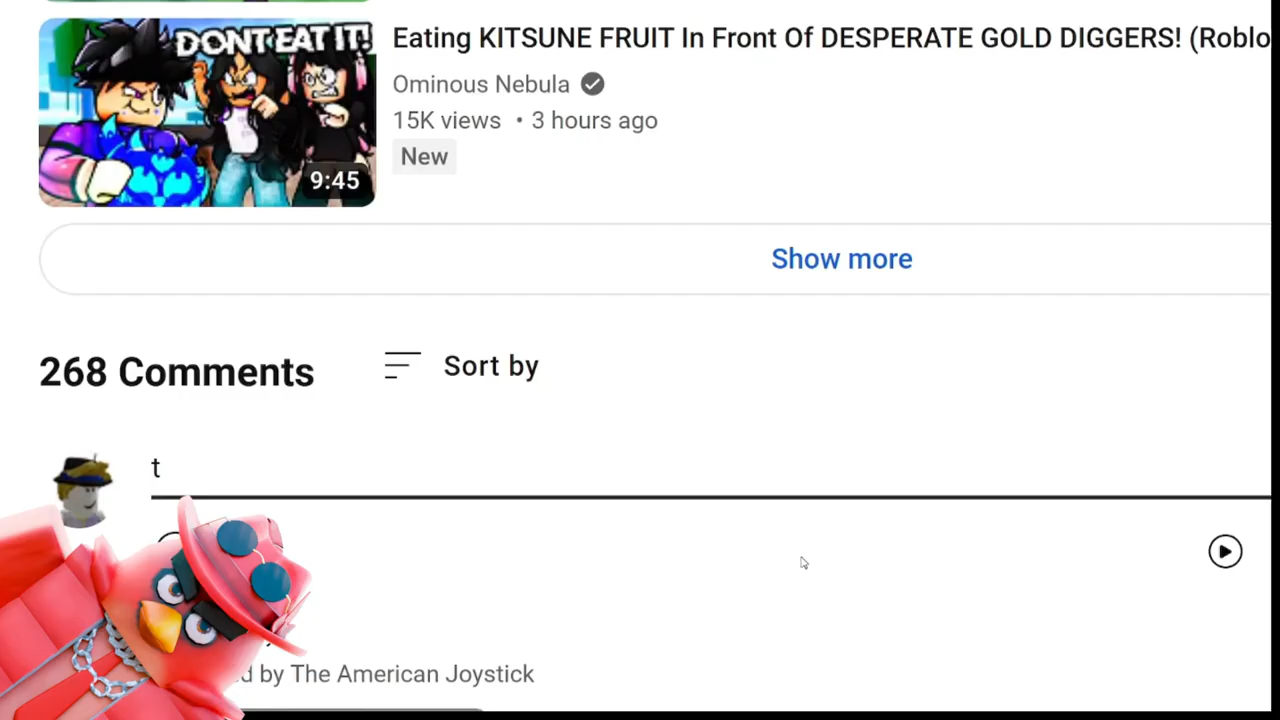 DONT EAT IT!
Eating KITSUNE FRUIT In Front Of DESPERATE GOLD DIGGERS! (Roblo
Ominous Nebula
15K views • 3 hours ago
New
9:45
Show more
268 Comments
Sort by
t
by The American Joystick